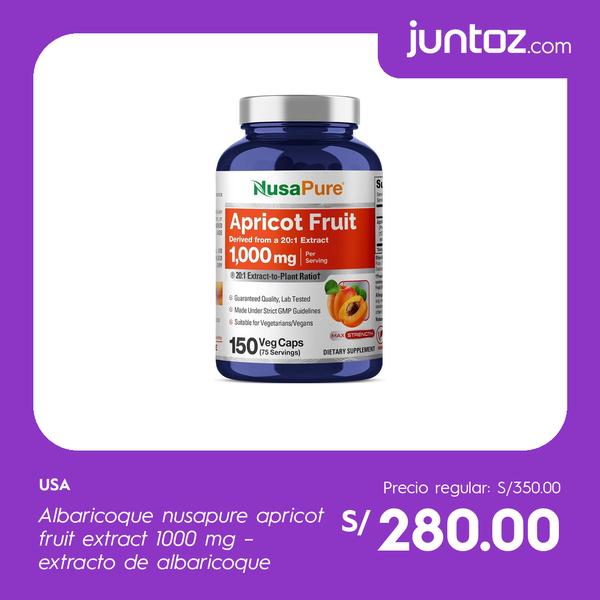 juntoz.com
NusaPure
Apricot Fruit
Derived from a 20:1 Extract
1,000 mg Per Serving
20:1 Extract-to-Plant Ratio†
Guaranteed Quality, Lab Tested
Made Under Strict GMP Guidelines
Suitable for Vegetarians/Vegans
MAX STRENGTH
150 Veg Caps
(75 Servings)
DIETARY SUPPLEMENT
USA
Precio regular: S/350.00
Albaricoque nusapure apricot
fruit extract 1000 mg -
extracto de albaricoque
S/ 280.00